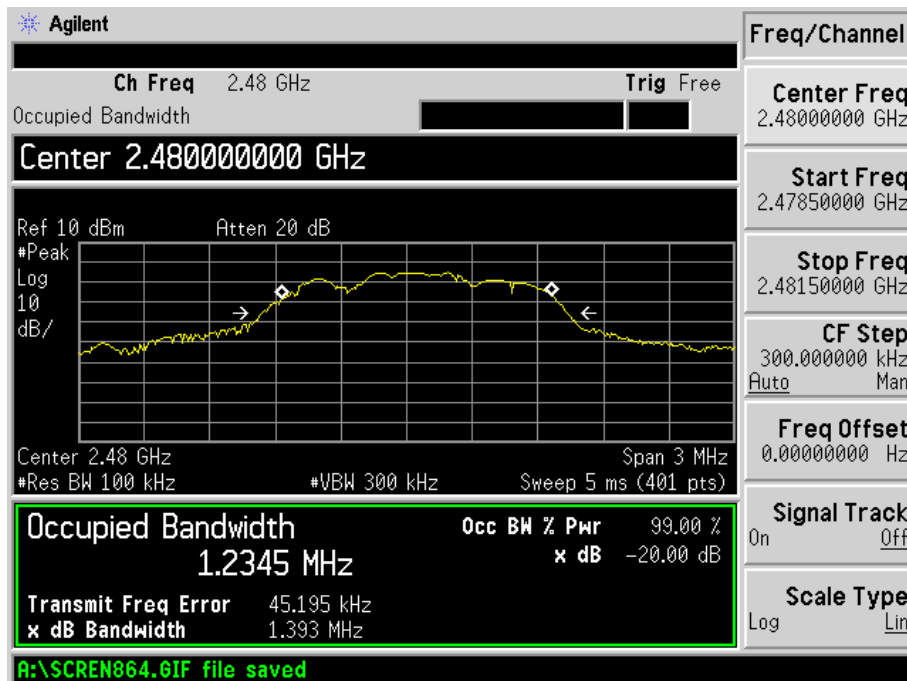 Agilent
Freq/Channel
Ch Freq 2.48 GHz Trig Free
Occupied Bandwidth
Center 2.480000000 GHz
Ref 10 dBm Atten 20 dB
#Peak
Log
10
dB/
Center 2.48 GHz Span 3 MHz
#Res BW 100 kHz #VBW 300 kHz Sweep 5 ms (401 pts)
Occupied Bandwidth
1.2345 MHz
Occ BW % Pwr 99.00 %
x dB -20.00 dB
Transmit Freq Error 45.195 kHz
x dB Bandwidth 1.393 MHz
A:\SCREN864.GIF file saved
Center Freq
2.48000000 GHz
Start Freq
2.47850000 GHz
Stop Freq
2.48150000 GHz
CF Step
300.000000 kHz
Auto Man
Freq Offset
0.00000000 Hz
Signal Track
On Off
Scale Type
Log Lin